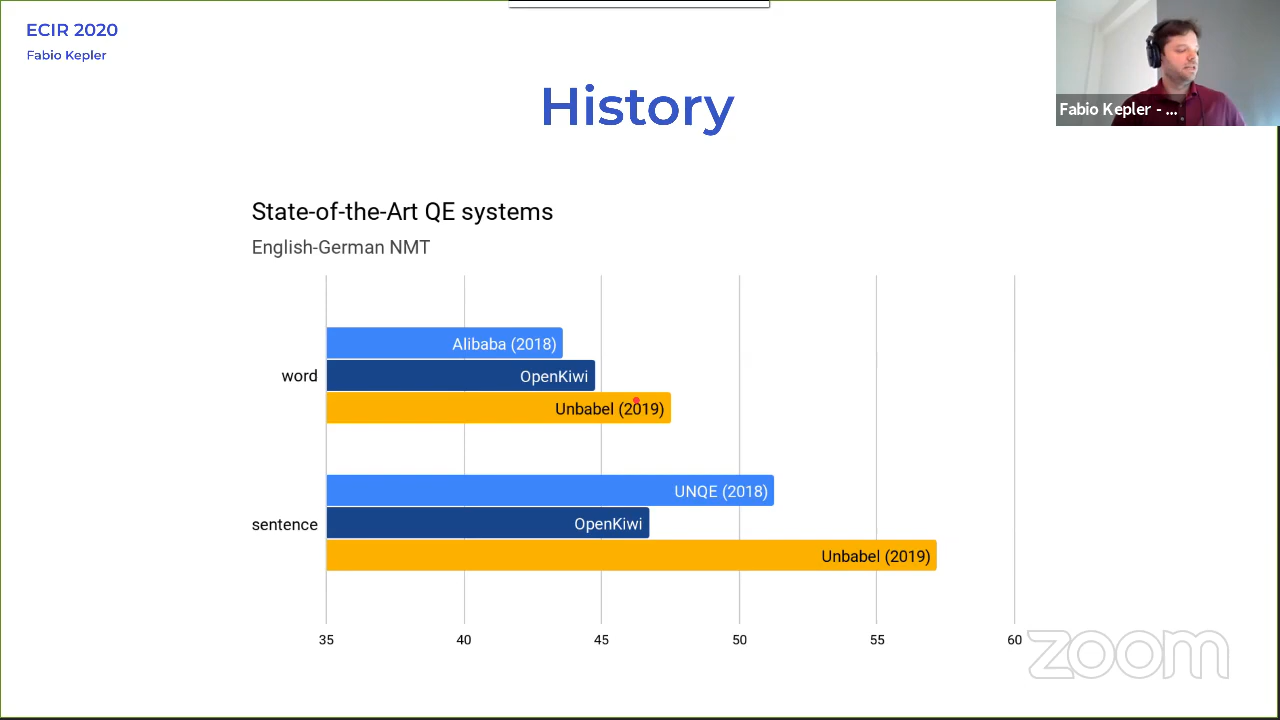 ECIR 2020
Fabio Kepler
Fabio Kepler - ...
History
State-of-the-Art QE systems
English-German NMT
Alibaba (2018)
word
OpenKiwi
Unbabel (2019)
UNQE (2018)
sentence
OpenKiwi
Unbabel (2019)
35 40 45 50 55 60
zoom